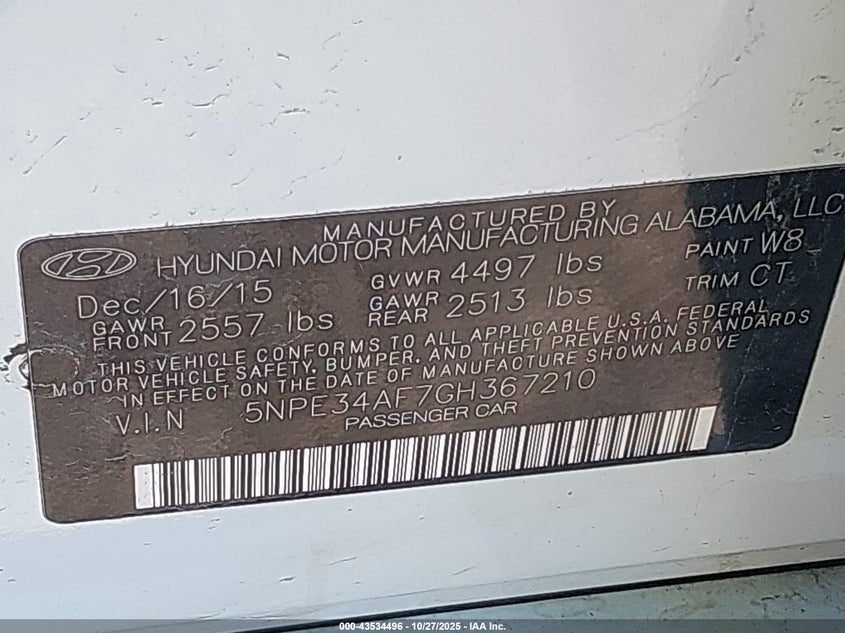 MANUFACTURED BY
HYUNDAI MOTOR MANUFACTURING ALABAMA, LLC
Dec/16/15 GVWR 4497 lbs PAINT W8
GAWR FRONT 2557 lbs GAWR REAR 2513 lbs TRIM CT
THIS VEHICLE CONFORMS TO ALL APPLICABLE U.S.A. FEDERAL
MOTOR VEHICLE SAFETY, BUMPER, AND THEFT PREVENTION STANDARDS
IN EFFECT ON THE DATE OF MANUFACTURE SHOWN ABOVE
V.I.N 5NPE34AF7GH367210
PASSENGER CAR
000-43534496 - 10/27/2025 - IAA Inc.